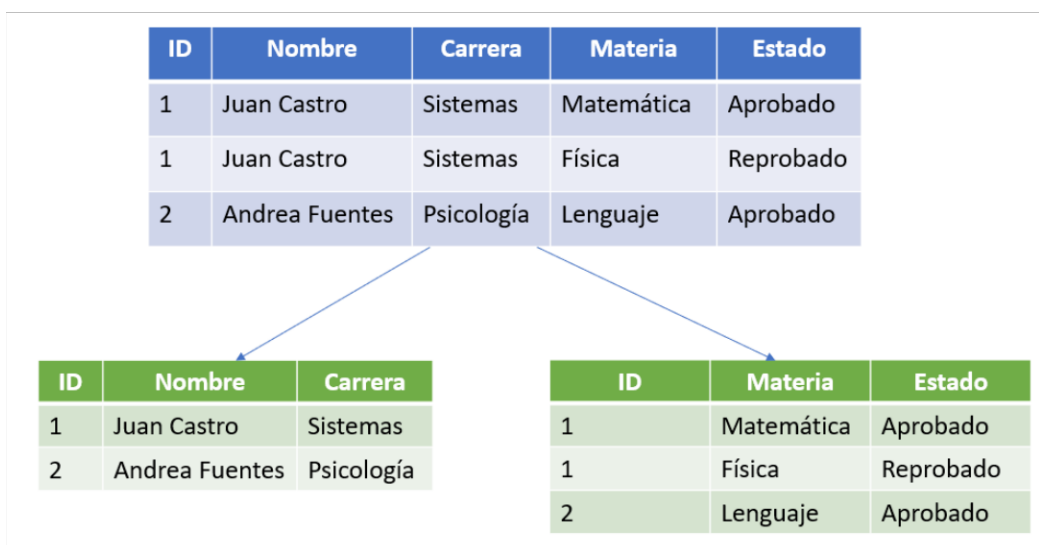 ID Nombre Carrera Materia Estado
1 Juan Castro Sistemas Matemática Aprobado
1 Juan Castro Sistemas Física Reprobado
2 Andrea Fuentes Psicología Lenguaje Aprobado
ID Nombre Carrera
1 Juan Castro Sistemas
2 Andrea Fuentes Psicología
ID Materia Estado
1 Matemática Aprobado
1 Física Reprobado
2 Lenguaje Aprobado